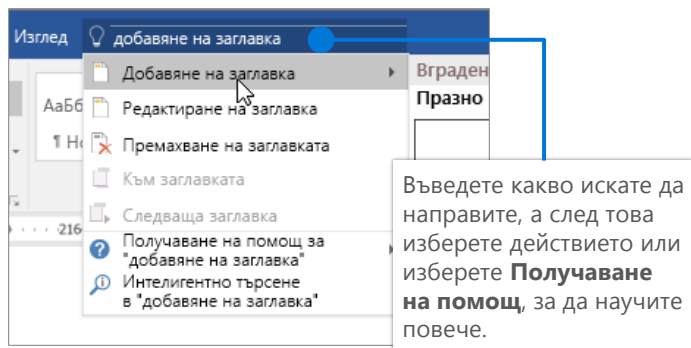 Изглед
добавяне на заглавка
Добавяне на заглавка
Вграден
Празно
АаБб
Редактиране на заглавка
¶ Но
Премахване на заглавката
Към заглавката
Следваща заглавка
216
Получаване на помощ за
"добавяне на заглавка"
Интелигентно търсене
в "добавяне на заглавка"
Въведете какво искате да
направите, а след това
изберете действието или
изберете Получаване
на помощ, за да научите
повече.